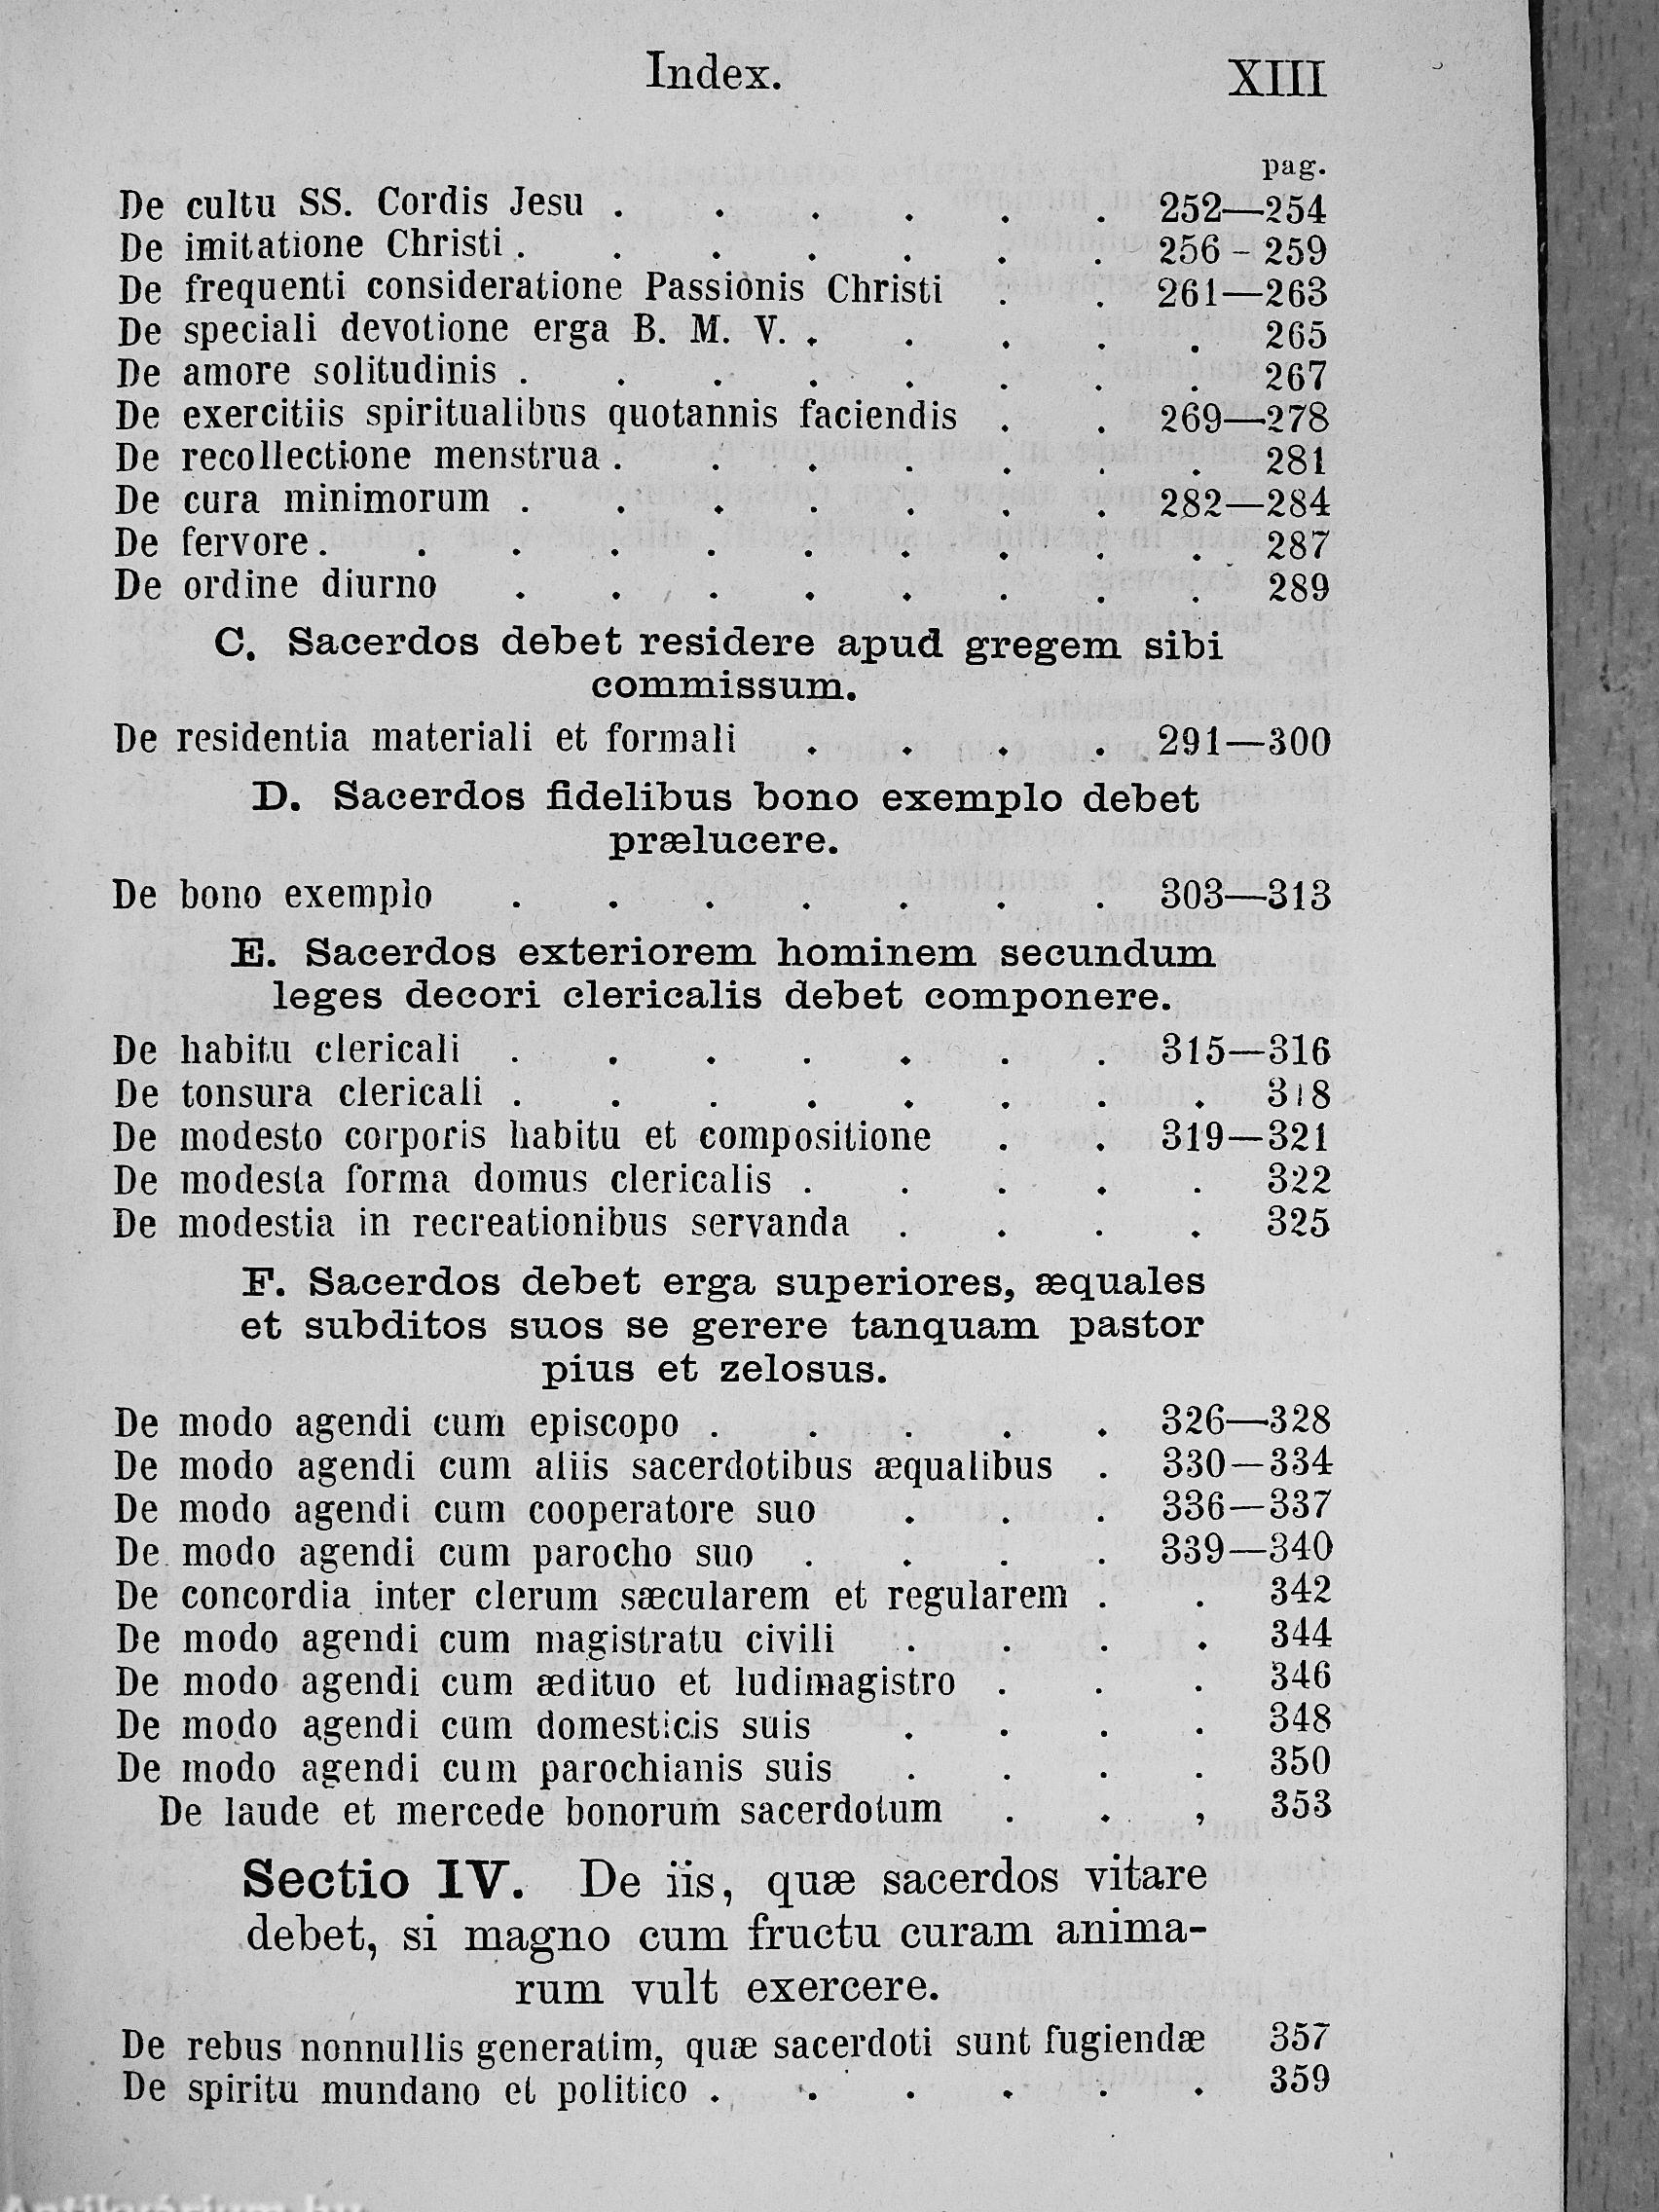 Index. XIII
pag.
De cultu SS. Cordis Jesu . . . . . . 252—254
De imitatione Christi . . . . . . . 256 - 259
De frequenti consideratione Passionis Christi . . 261—263
De speciali devotione erga B. M. V. . . . . . 265
De amore solitudinis . . . . . . . . 267
De exercitiis spiritualibus quotannis faciendis . . 269—278
De recollectione menstrua . . . . . . . 281
De cura minimorum . . . . . . . 282—284
De fervore . . . . . . . . . . 287
De ordine diurno . . . . . . . . 289
C. Sacerdos debet residere apud gregem sibi
commissum.
De residentia materiali et formali . . . . 291—300
D. Sacerdos fidelibus bono exemplo debet
prælucere.
De bono exemplo . . . . . . . 303—313
E. Sacerdos exteriorem hominem secundum
leges decori clericalis debet componere.
De habitu clericali . . . . . . . 315—316
De tonsura clericali . . . . . . . . 318
De modesto corporis habitu et compositione . . 319—321
De modesta forma domus clericalis . . . . . 322
De modestia in recreationibus servanda . . . . 325
F. Sacerdos debet erga superiores, æquales
et subditos suos se gerere tanquam pastor
pius et zelosus.
De modo agendi cum episcopo . . . . . 326—328
De modo agendi cum aliis sacerdotibus æqualibus . 330—334
De modo agendi cum cooperatore suo . . . 336—337
De modo agendi cum parocho suo . . . . 339—340
De concordia inter clerum sæcularem et regularem . . 342
De modo agendi cum magistratu civili . . . . 344
De modo agendi cum ædituo et ludimagistro . . . 346
De modo agendi cum domesticis suis . . . . 348
De modo agendi cum parochianis suis . . . . 350
De laude et mercede bonorum sacerdotum . . , 353
Sectio IV. De iis, quæ sacerdos vitare
debet, si magno cum fructu curam anima-
rum vult exercere.
De rebus nonnullis generatim, quæ sacerdoti sunt fugiendæ 357
De spiritu mundano et politico . . . . . . 359